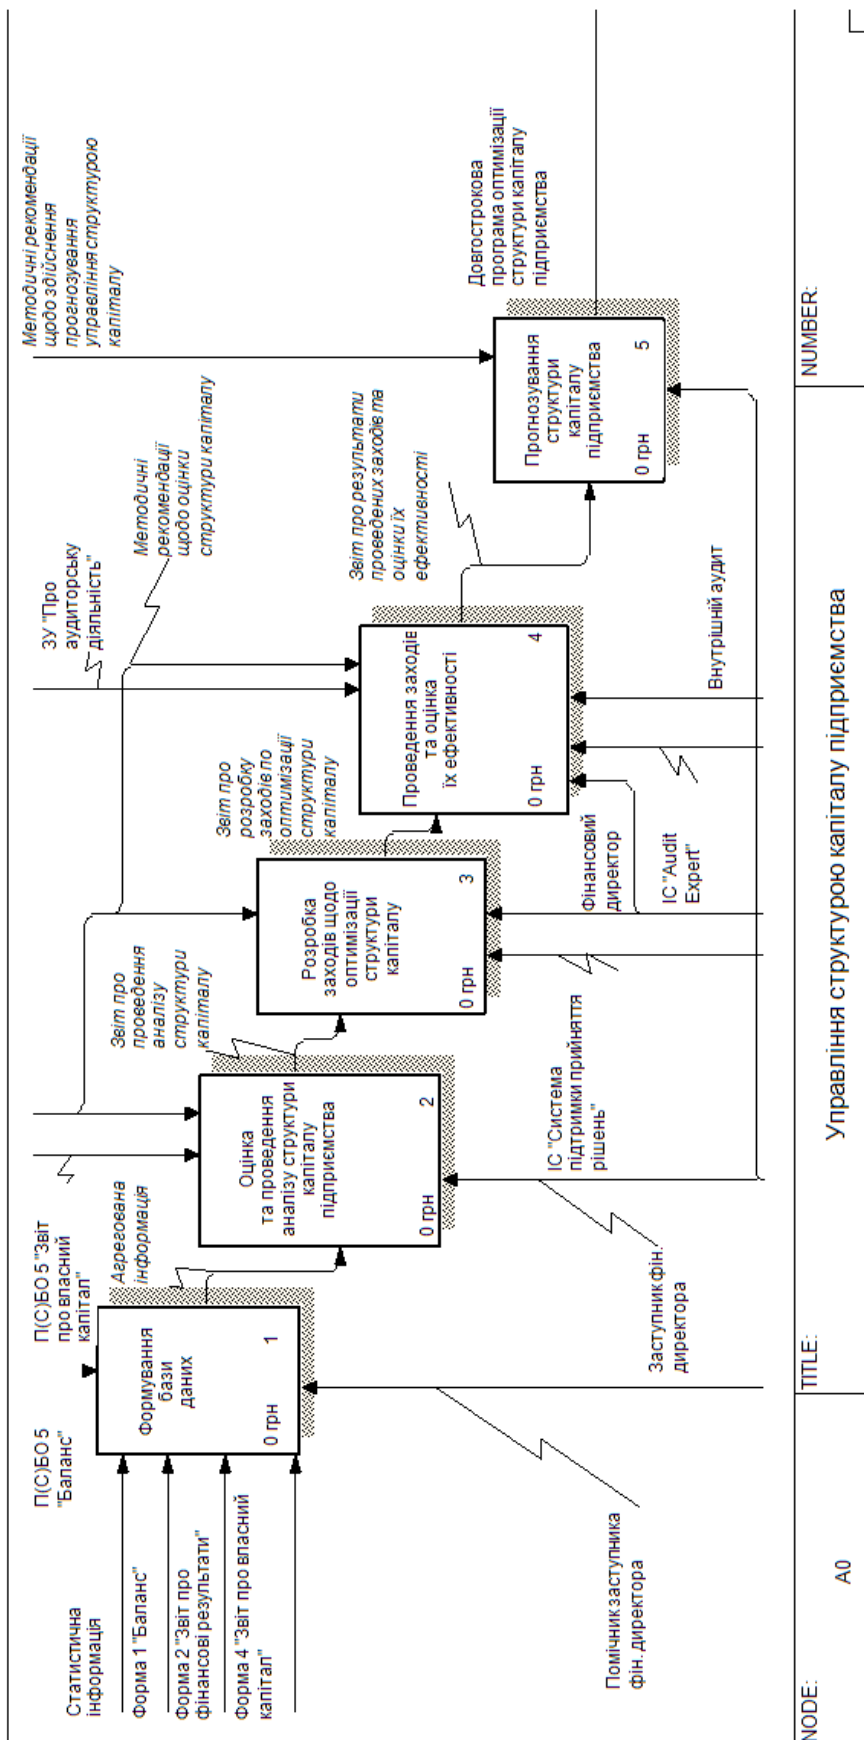 Статистична
інформація
Форма 1 "Баланс"
Форма 2 "Звіт про
фінансові результати"
Форма 4 "Звіт про власний
капітал"
П(С)БО 5
"Баланс"
П(С)БО 5 "Звіт
про власний
капітал"
Формування
бази
даних
0 грн
1
Агрегована
інформація
Оцінка
та проведення
аналізу структури
капіталу
підприємства
0 грн
2
Звіт про
проведення
аналізу
структури
капіталу
Розробка
заходів щодо
оптимізації
структури
капіталу
0 грн
3
Звіт про
розробку
заходів по
оптимізації
структури
капіталу
ЗУ "Про
аудиторську
діяльність"
Методичні
рекомендації
щодо оцінки
структури капіталу
Проведення заходів
та оцінка
їх ефективності
0 грн
4
Звіт про результати
проведених заходів та
оцінки їх
ефективності
Методичні рекомендації
щодо здійснення
прогнозування
управління структурою
капіталу
Прогнозування
структури
капіталу
підприємства
0 грн
5
Довгострокова
програма оптимізації
структури капіталу
підприємства
Помічник заступника
фін. директора
Заступник фін.
директора
ІС "Система
підтримки прийняття
рішень"
Фінансовий
директор
ІС "Audit
Expert"
Внутрішній аудит
NODE:
A0
TITLE:
Управління структурою капіталу підприємства
NUMBER: